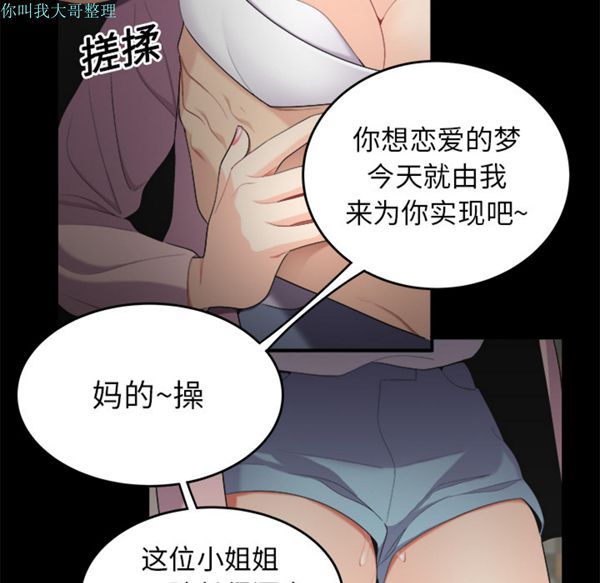 你叫我大哥整理
搓揉
你想恋爱的梦
今天就由我
来为你实现吧~
妈的~操
这位小姐姐